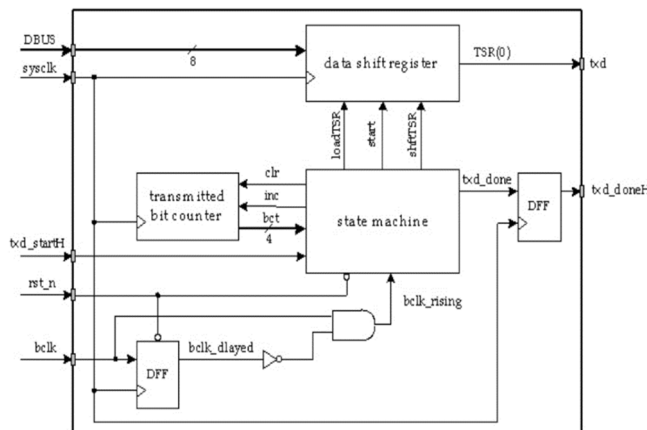 DBUS
8
data shift register
TSR(0)
txd
sysclk
loadTSR
start
shftTSR
transmitted
bit counter
clr
inc
bct
4
state machine
txd_done
DFF
txd_doneH
txd_startH
rst_n
bclk_rising
bclk
DFF
bclk_dlayed